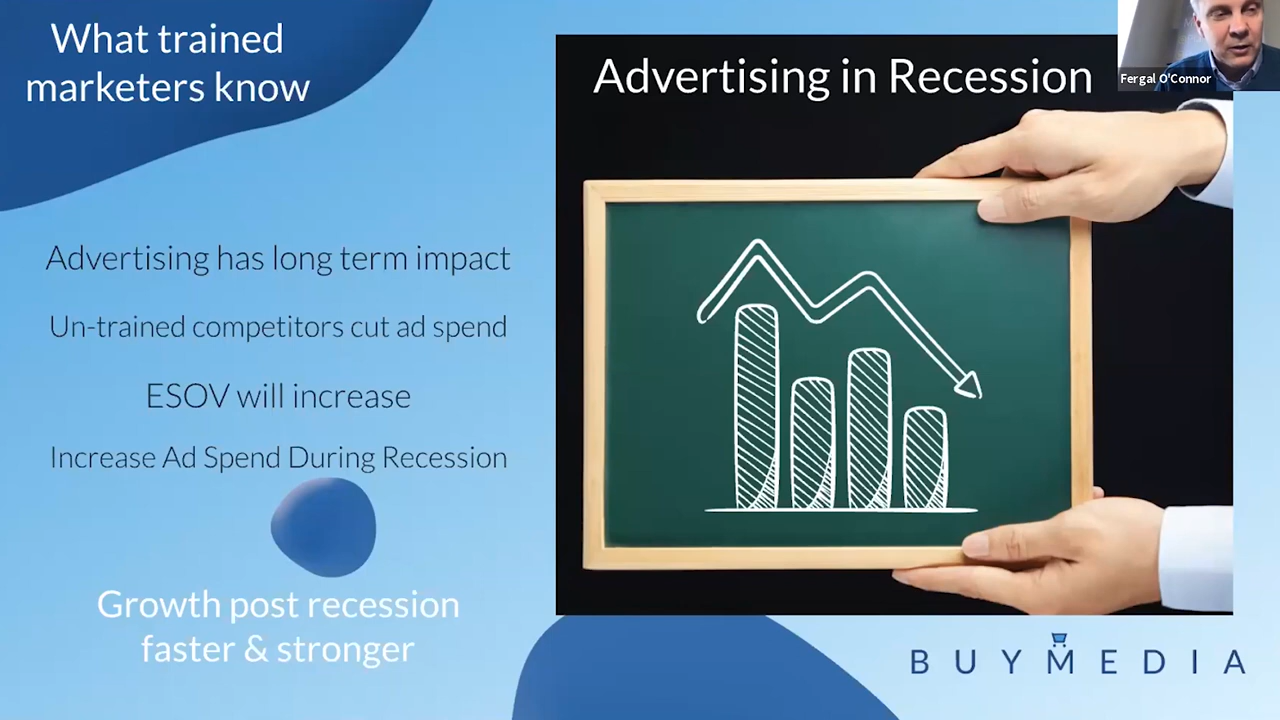 What trained
marketers know
Advertising in Recession
Fergal O'Connor
Advertising has long term impact
Un-trained competitors cut ad spend
ESOV will increase
Increase Ad Spend During Recession
Growth post recession
faster & stronger
BUYMEDIA